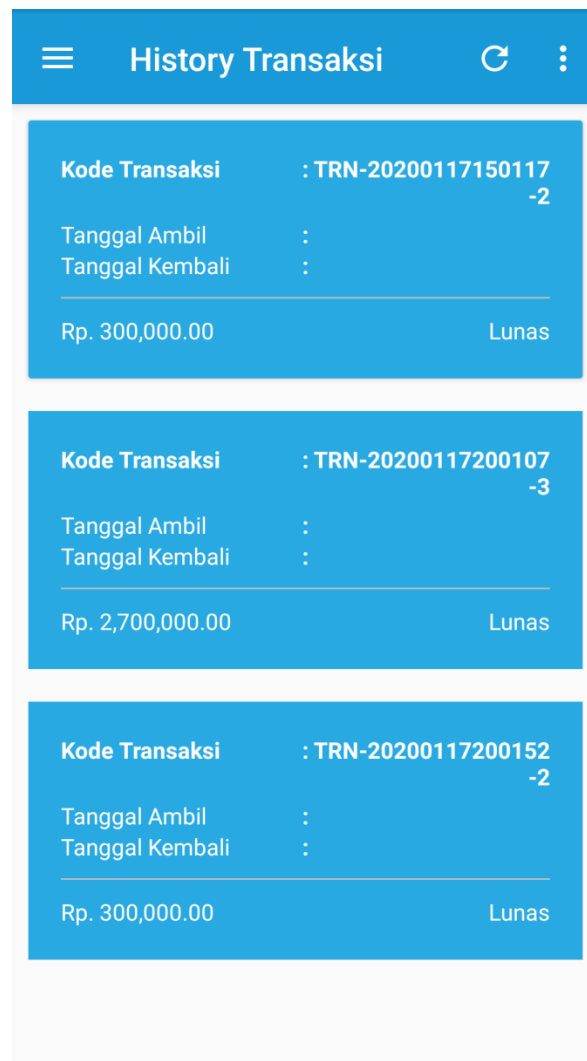 History Transaksi
Kode Transaksi : TRN-20200117150117
-2
Tanggal Ambil :
Tanggal Kembali :
Rp. 300,000.00 Lunas
Kode Transaksi : TRN-20200117200107
-3
Tanggal Ambil :
Tanggal Kembali :
Rp. 2,700,000.00 Lunas
Kode Transaksi : TRN-20200117200152
-2
Tanggal Ambil :
Tanggal Kembali :
Rp. 300,000.00 Lunas